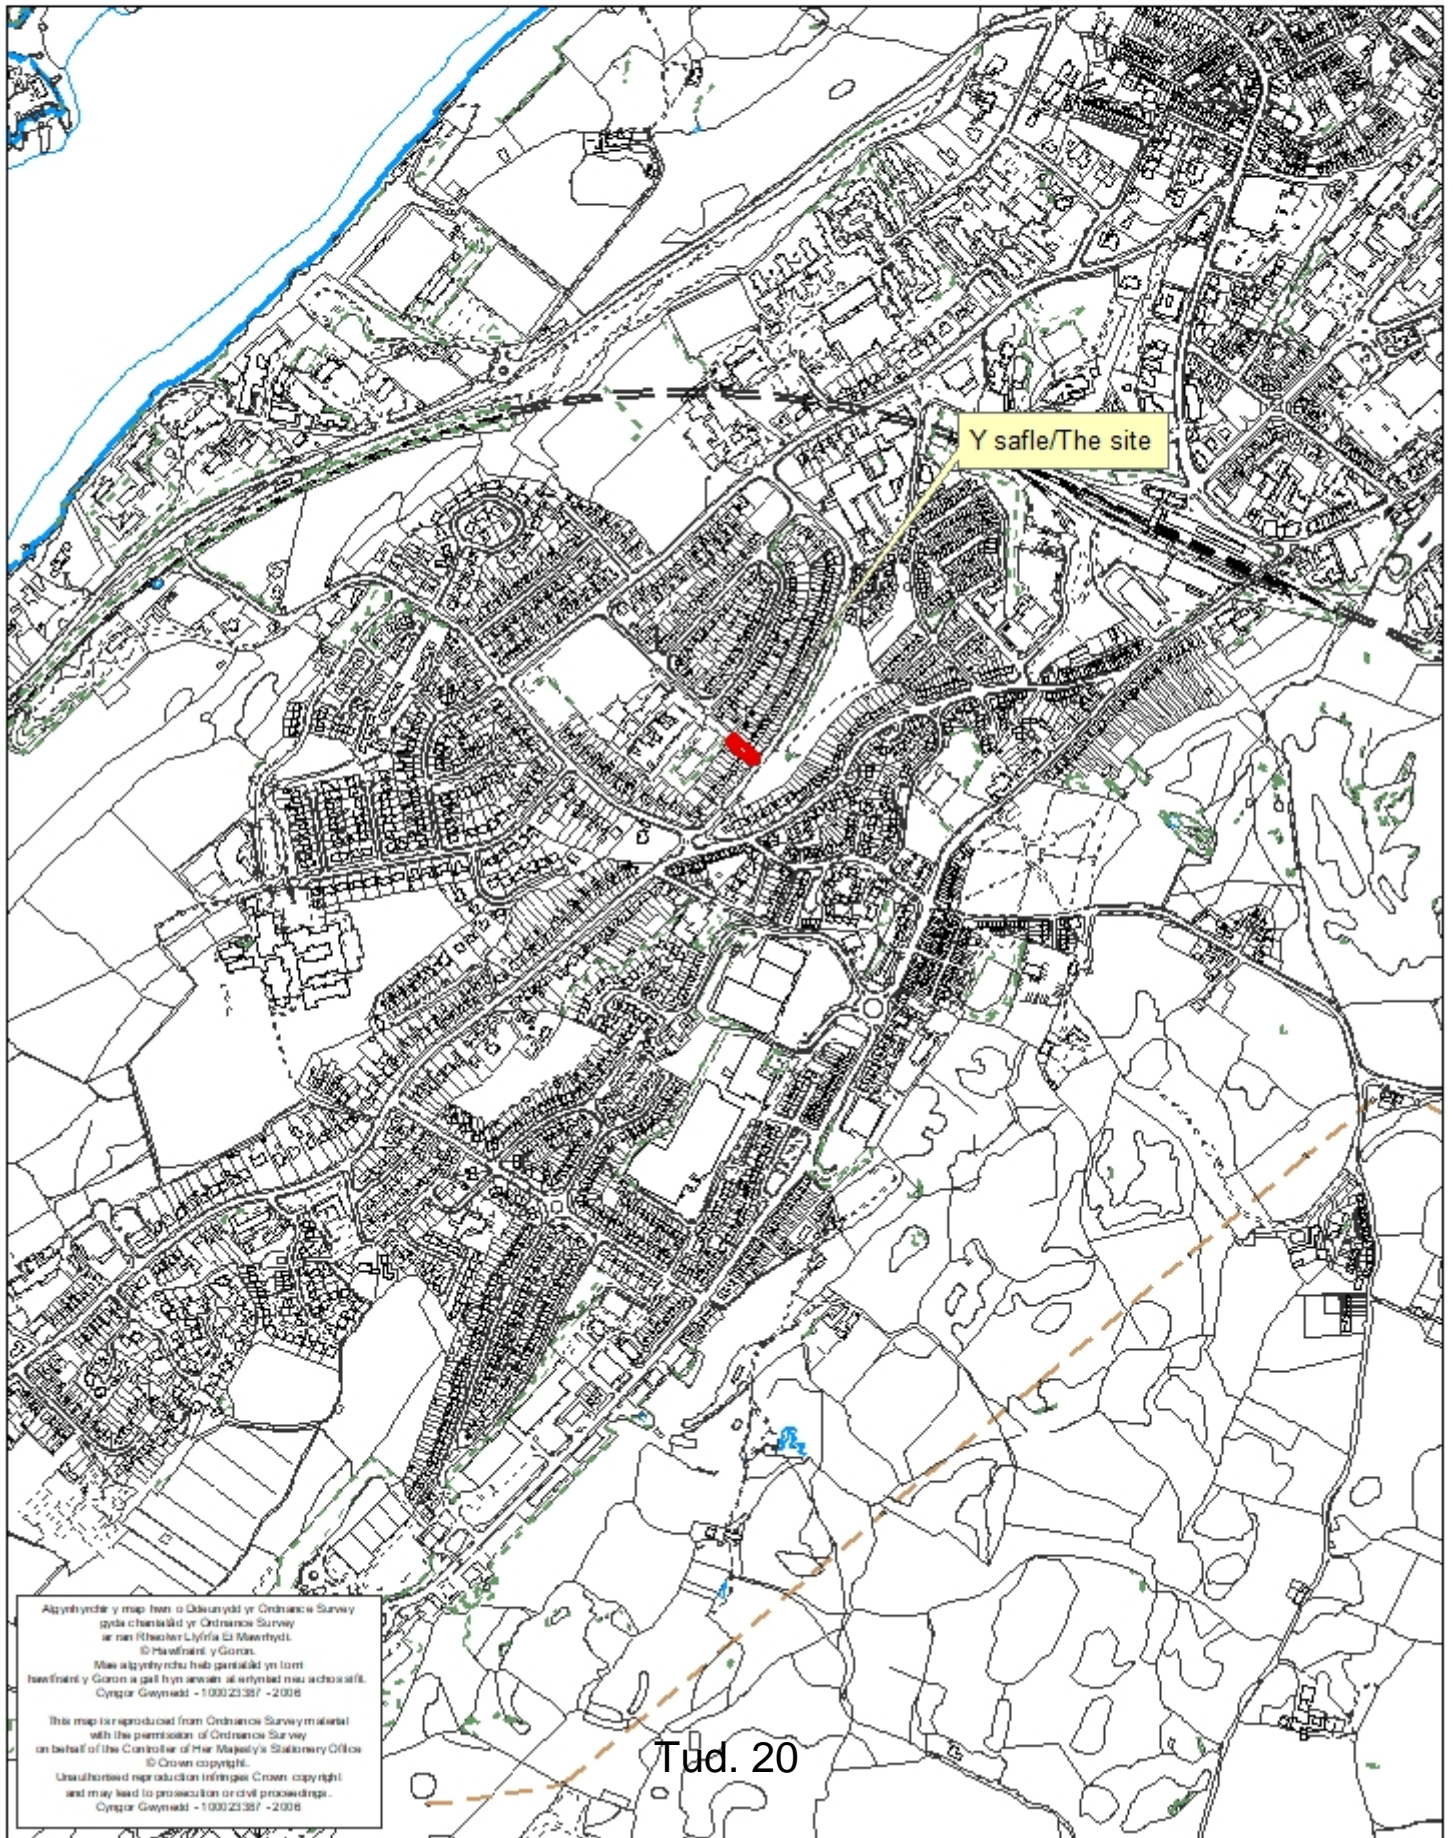 Y safle/The site
Algynhyrchir y map hwn o Ddeunydd yr Ordnance Survey
gyda chaniatâd yr Ordnance Survey
ar ran Rheolwr Llyfrfa Ei Mawrhydi.
© Hawlfraint y Goron.
Mae algynhyrchu heb ganiatâd yn torri
hawlfraint y Goron a gall hyn arwain at erlyniad neu achos sifil.
Cyngor Gwynedd - 100023387 - 2006
This map is reproduced from Ordnance Survey material
with the permission of Ordnance Survey
on behalf of the Controller of Her Majesty's Stationery Office
© Crown copyright.
Unauthorised reproduction infringes Crown copyright
and may lead to prosecution or civil proceedings.
Cyngor Gwynedd - 100023387 - 2006
Tud. 20